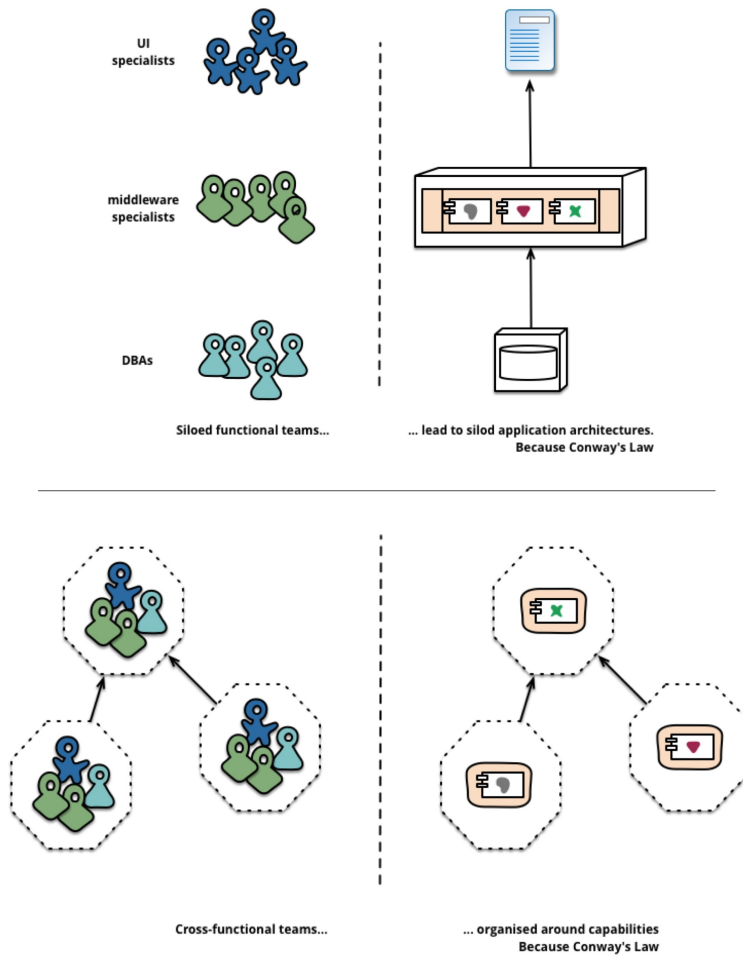 UI
specialists
middleware
specialists
DBAs
Siloed functional teams...
... lead to silod application architectures.
Because Conway's Law
Cross-functional teams...
... organised around capabilities
Because Conway's Law